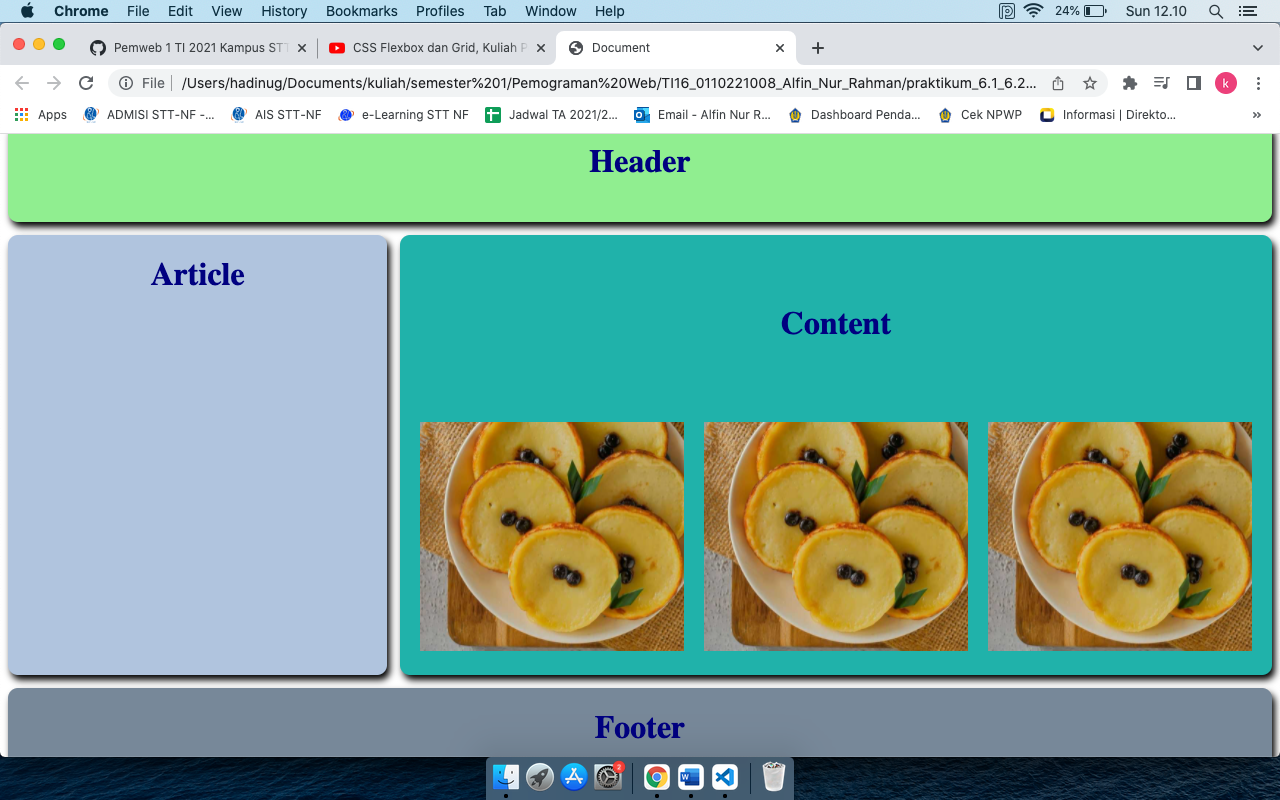 Chrome File Edit View History Bookmarks Profiles Tab Window Help 24% Sun 12.10
Pemweb 1 TI 2021 Kampus STT CSS Flexbox dan Grid, Kuliah P Document
File /Users/hadinug/Documents/kuliah/semester%201/Pemograman%20Web/TI16_0110221008_Alfin_Nur_Rahman/praktikum_6.1_6.2... k
Apps ADMISI STT-NF -... AIS STT-NF e-Learning STT NF Jadwal TA 2021/2... Email - Alfin Nur R... Dashboard Penda... Cek NPWP Informasi | Direkto... »
Header
Article
Content
Footer
2